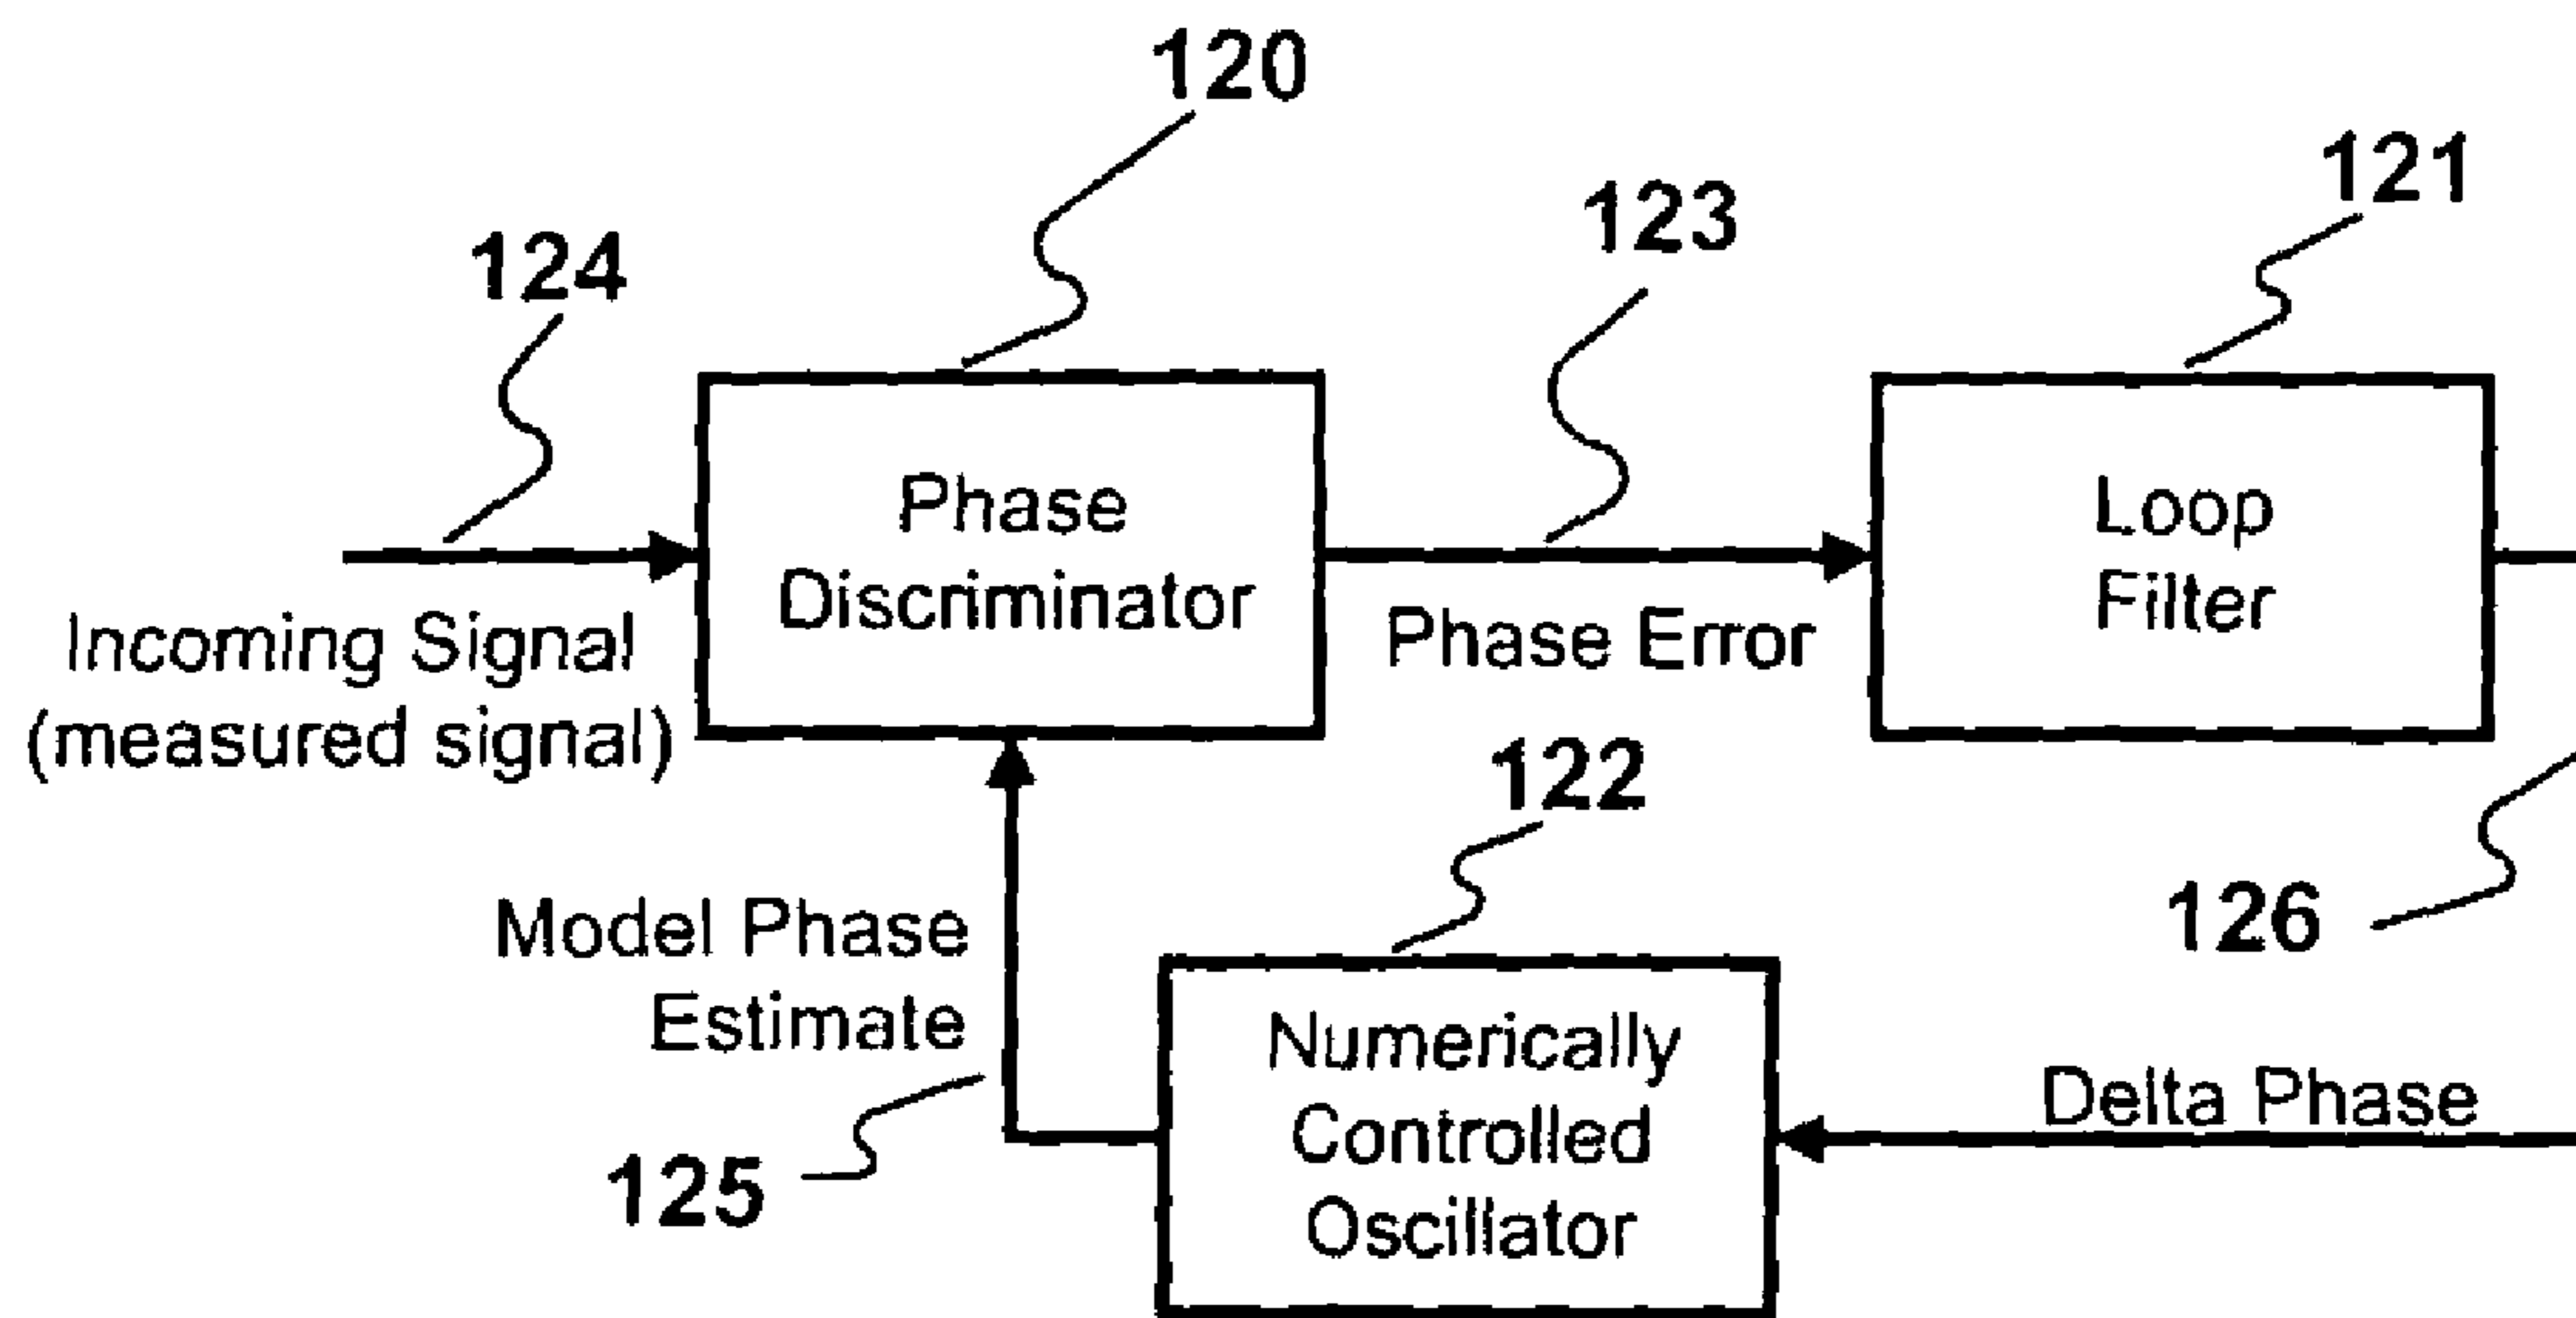 120
121
123
124
Phase
Discriminator
Loop
Filter
Incoming Signal
(measured signal)
Phase Error
122
126
Model Phase
Estimate
Numerically
Controlled
Oscillator
Delta Phase
125